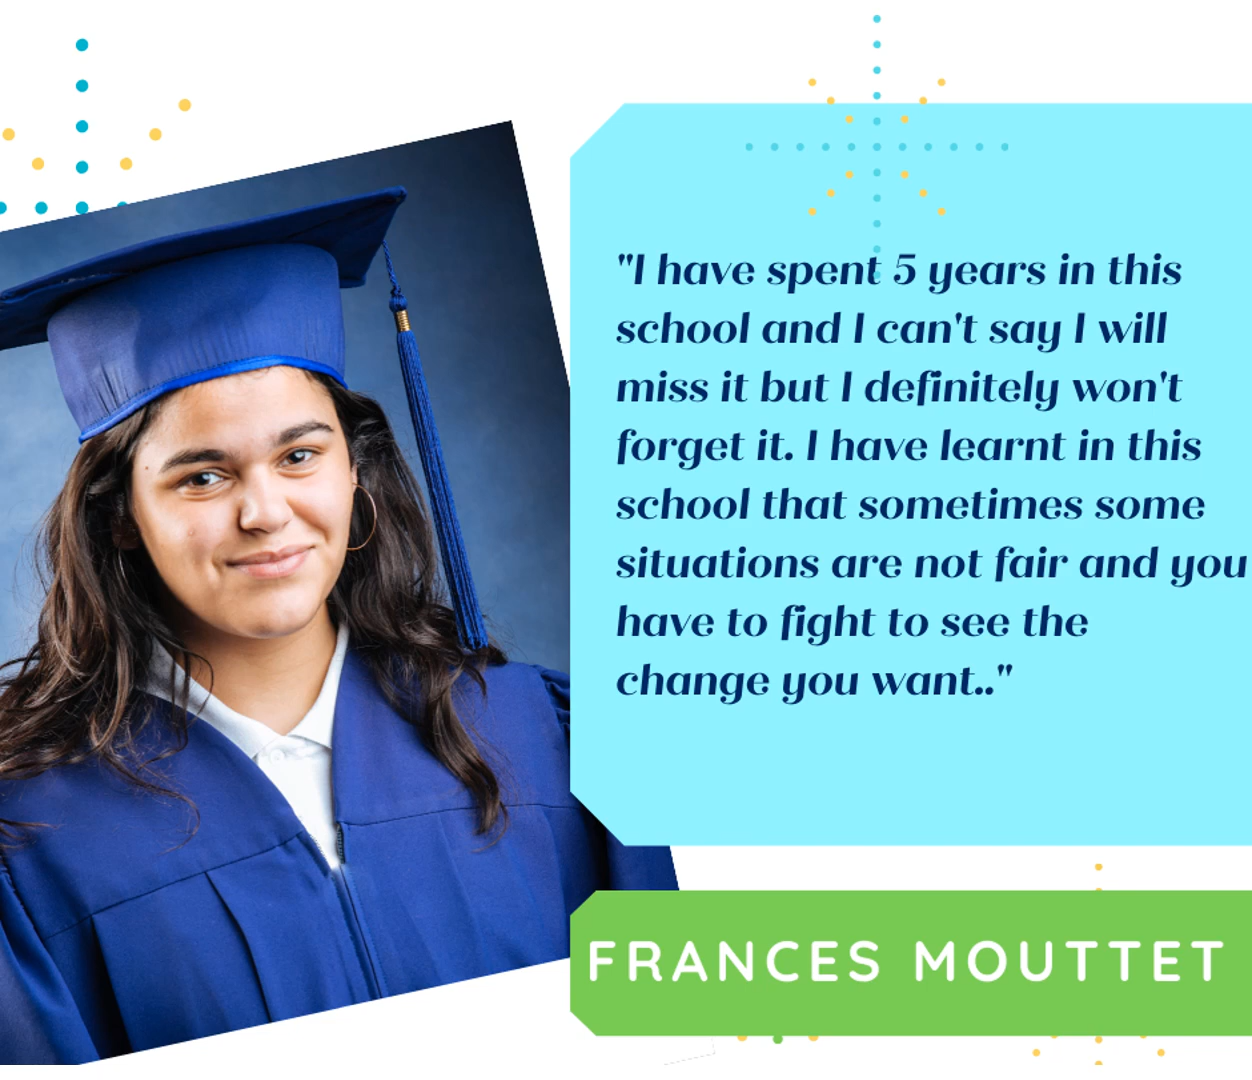 "I have spent 5 years in this
school and I can't say I will
miss it but I definitely won't
forget it. I have learnt in this
school that sometimes some
situations are not fair and you
have to fight to see the
change you want.."
FRANCES MOUTTET